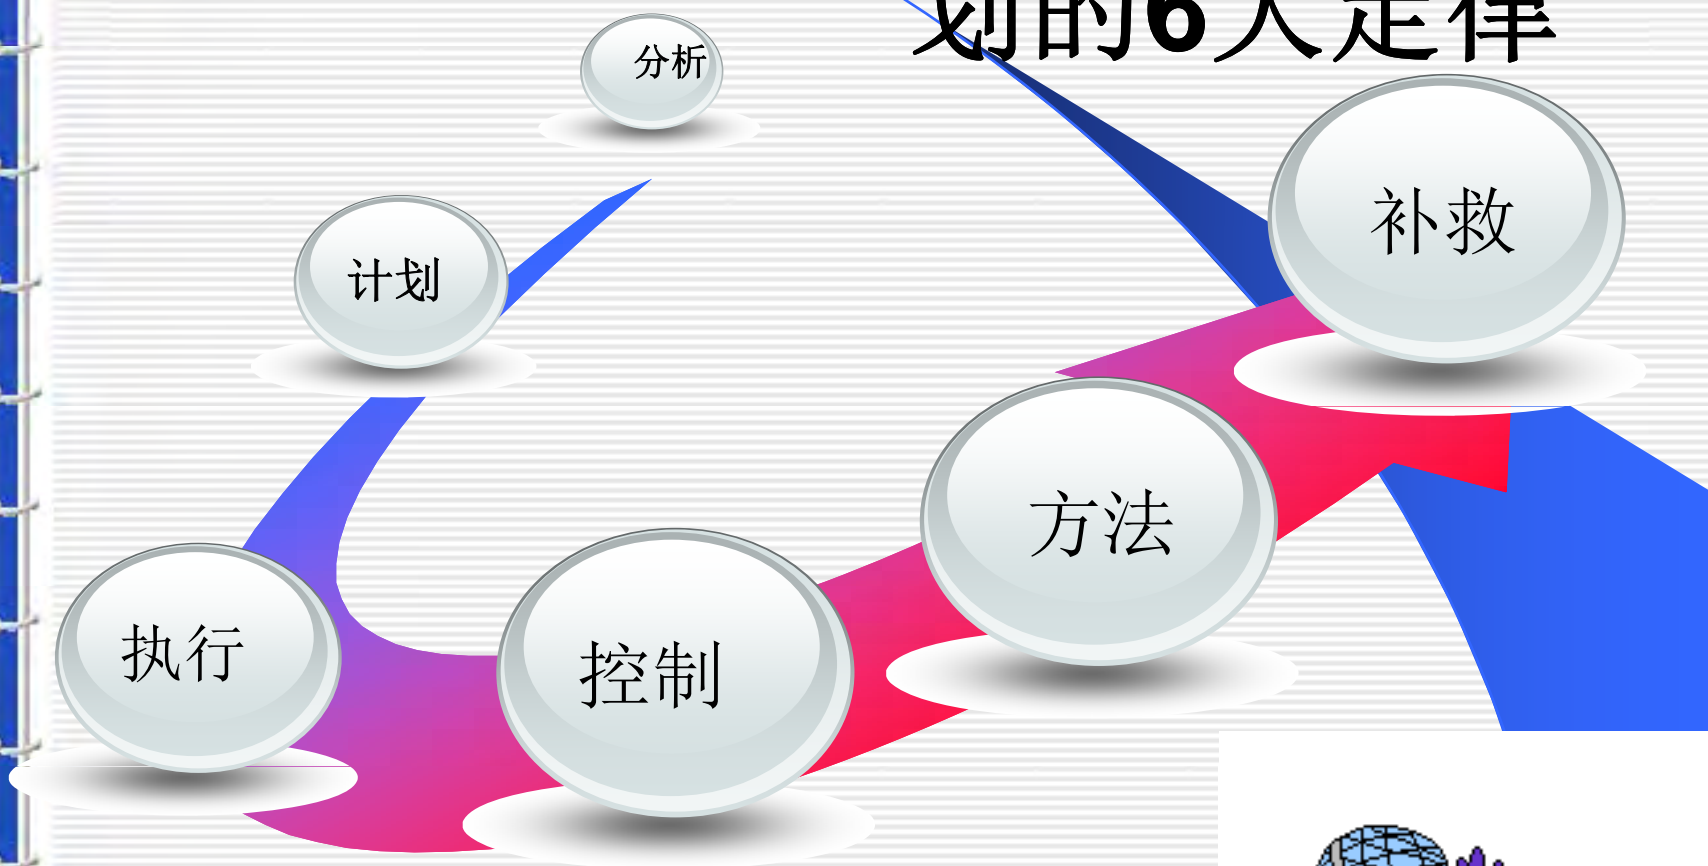 划的6大定律
分析
计划
补救
方法
执行
控制